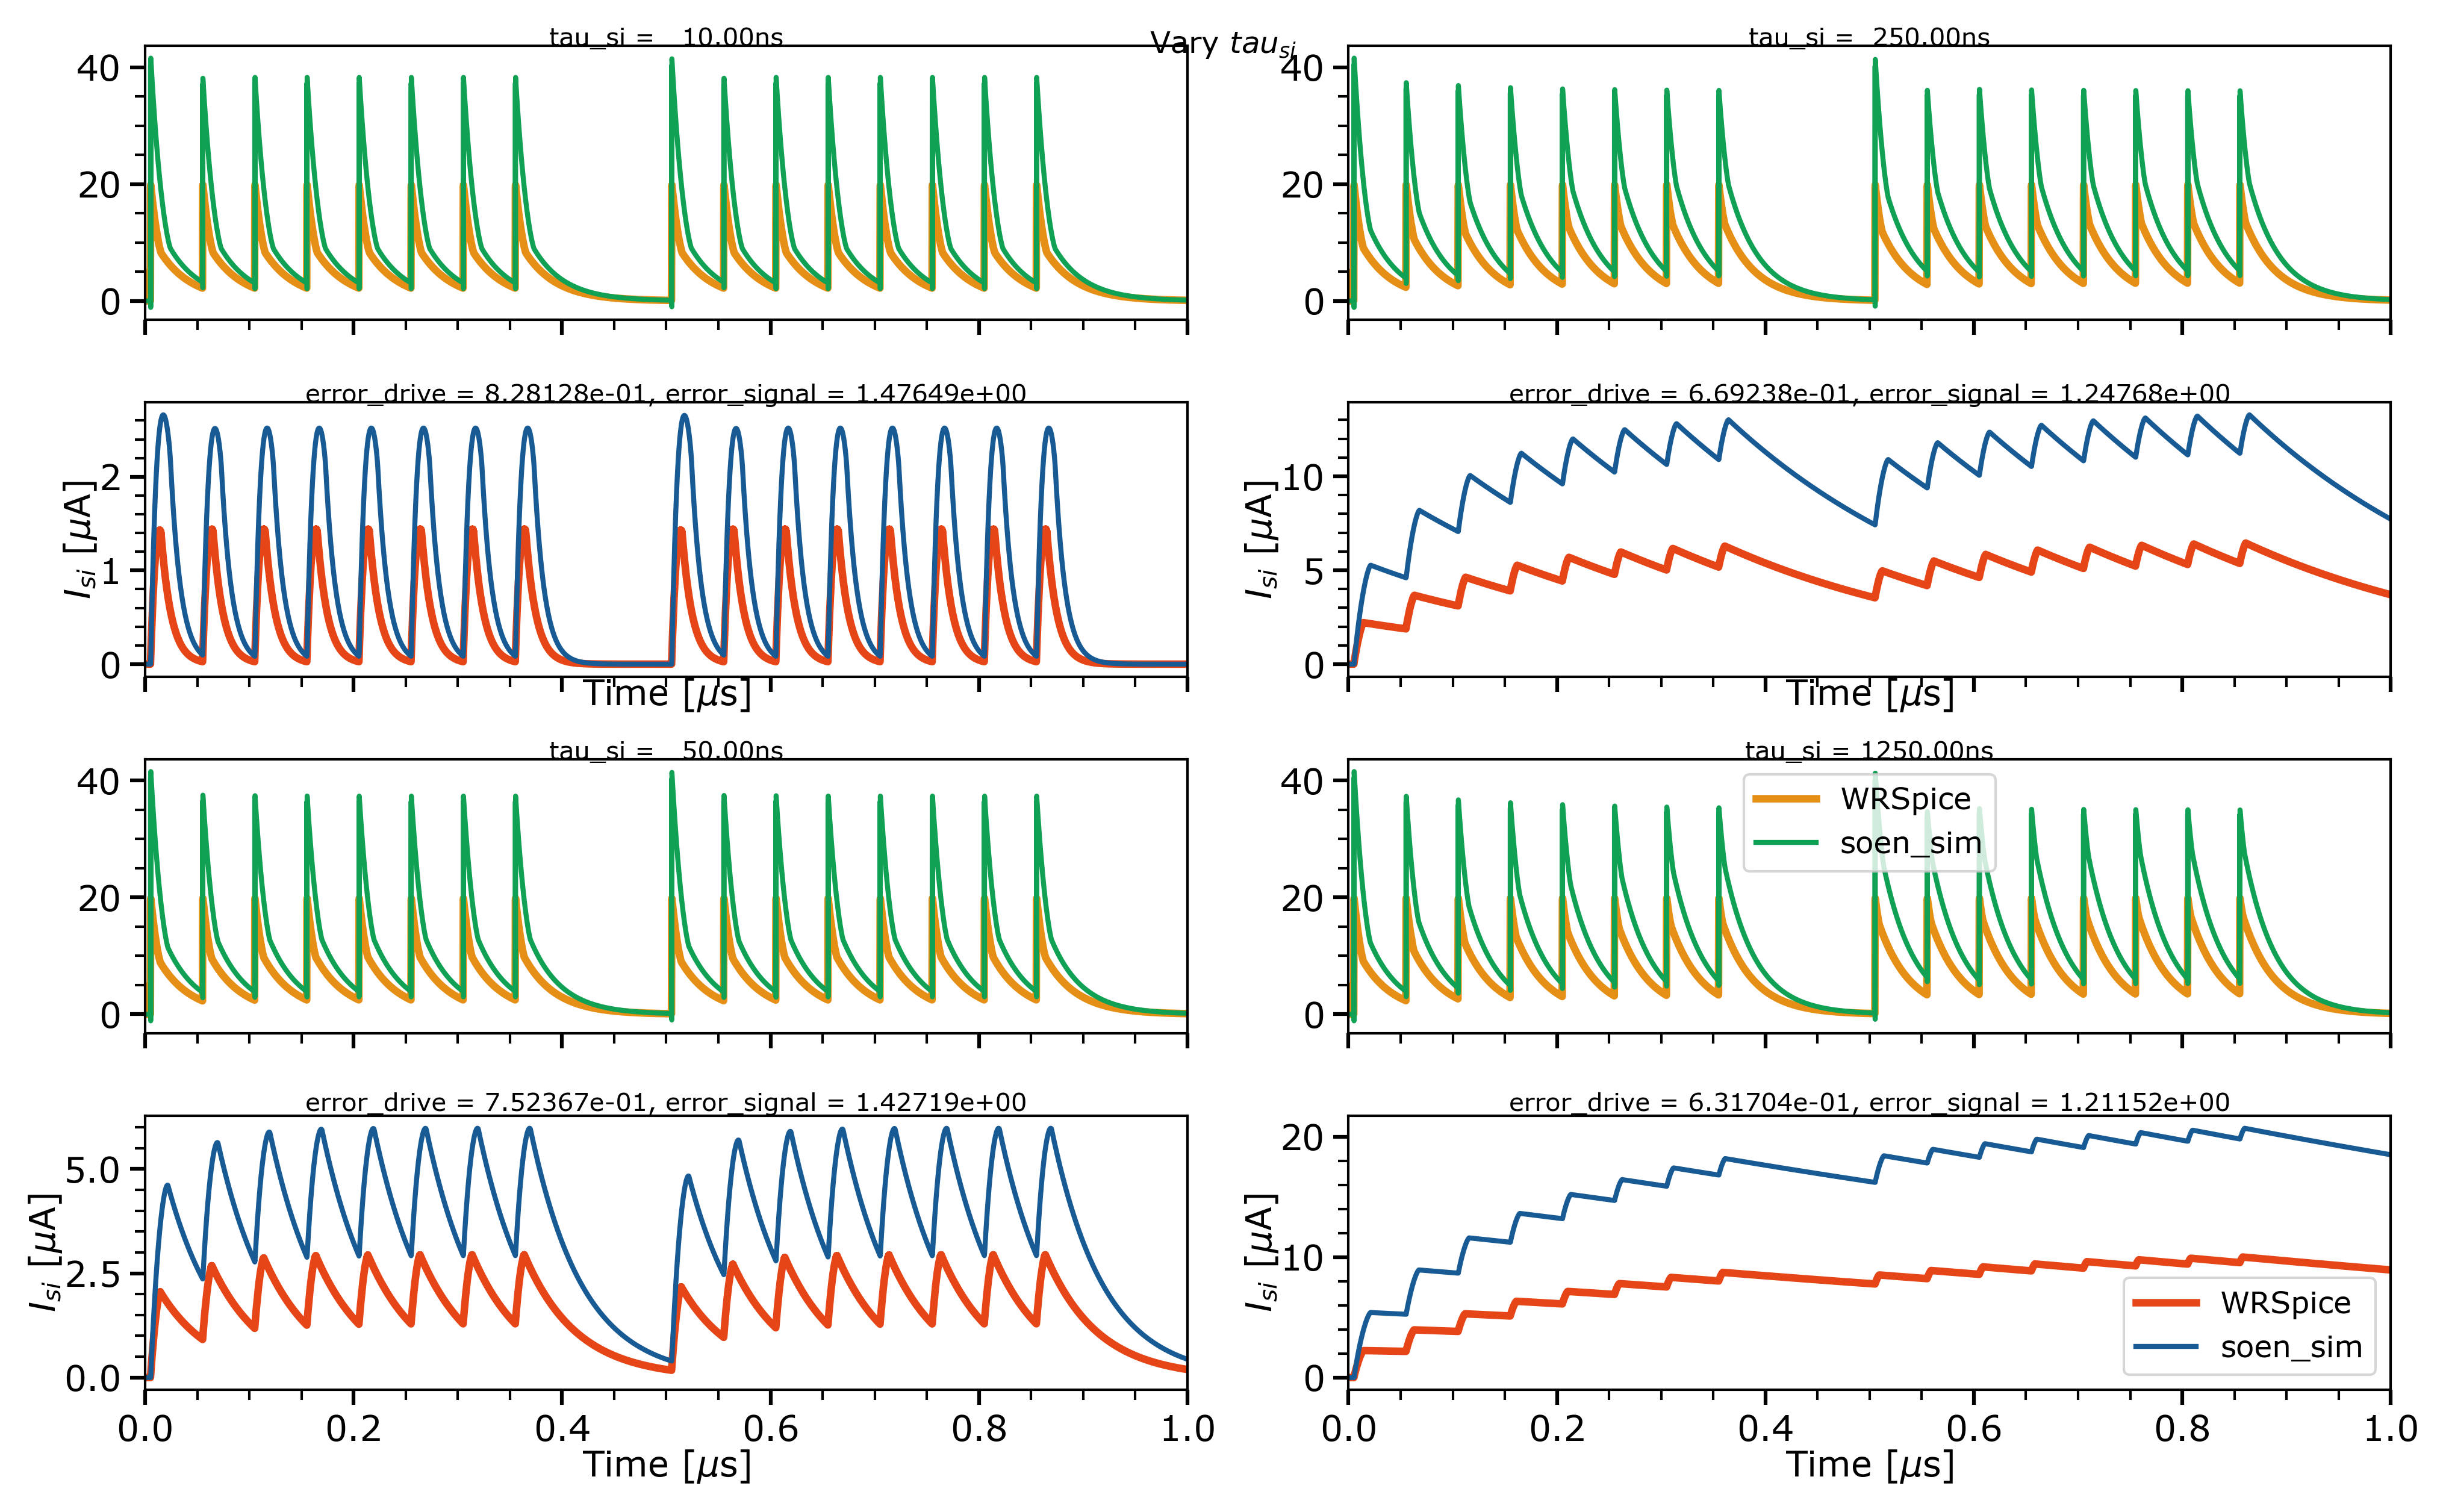 Vary tau_si
tau_si = 10.00ns
40
20
0
tau_si = 250.00ns
40
20
0
error_drive = 8.28128e-01, error_signal = 1.47649e+00
I_si [μA]
2
1
0
Time [μs]
error_drive = 6.69238e-01, error_signal = 1.24768e+00
I_si [μA]
10
5
0
Time [μs]
tau_si = 50.00ns
40
20
0
tau_si = 1250.00ns
40
20
0
WRSpice
soen_sim
error_drive = 7.52367e-01, error_signal = 1.42719e+00
I_si [μA]
5.0
2.5
0.0
0.0 0.2 0.4 0.6 0.8 1.0
Time [μs]
error_drive = 6.31704e-01, error_signal = 1.21152e+00
I_si [μA]
20
10
0
WRSpice
soen_sim
0.0 0.2 0.4 0.6 0.8 1.0
Time [μs]